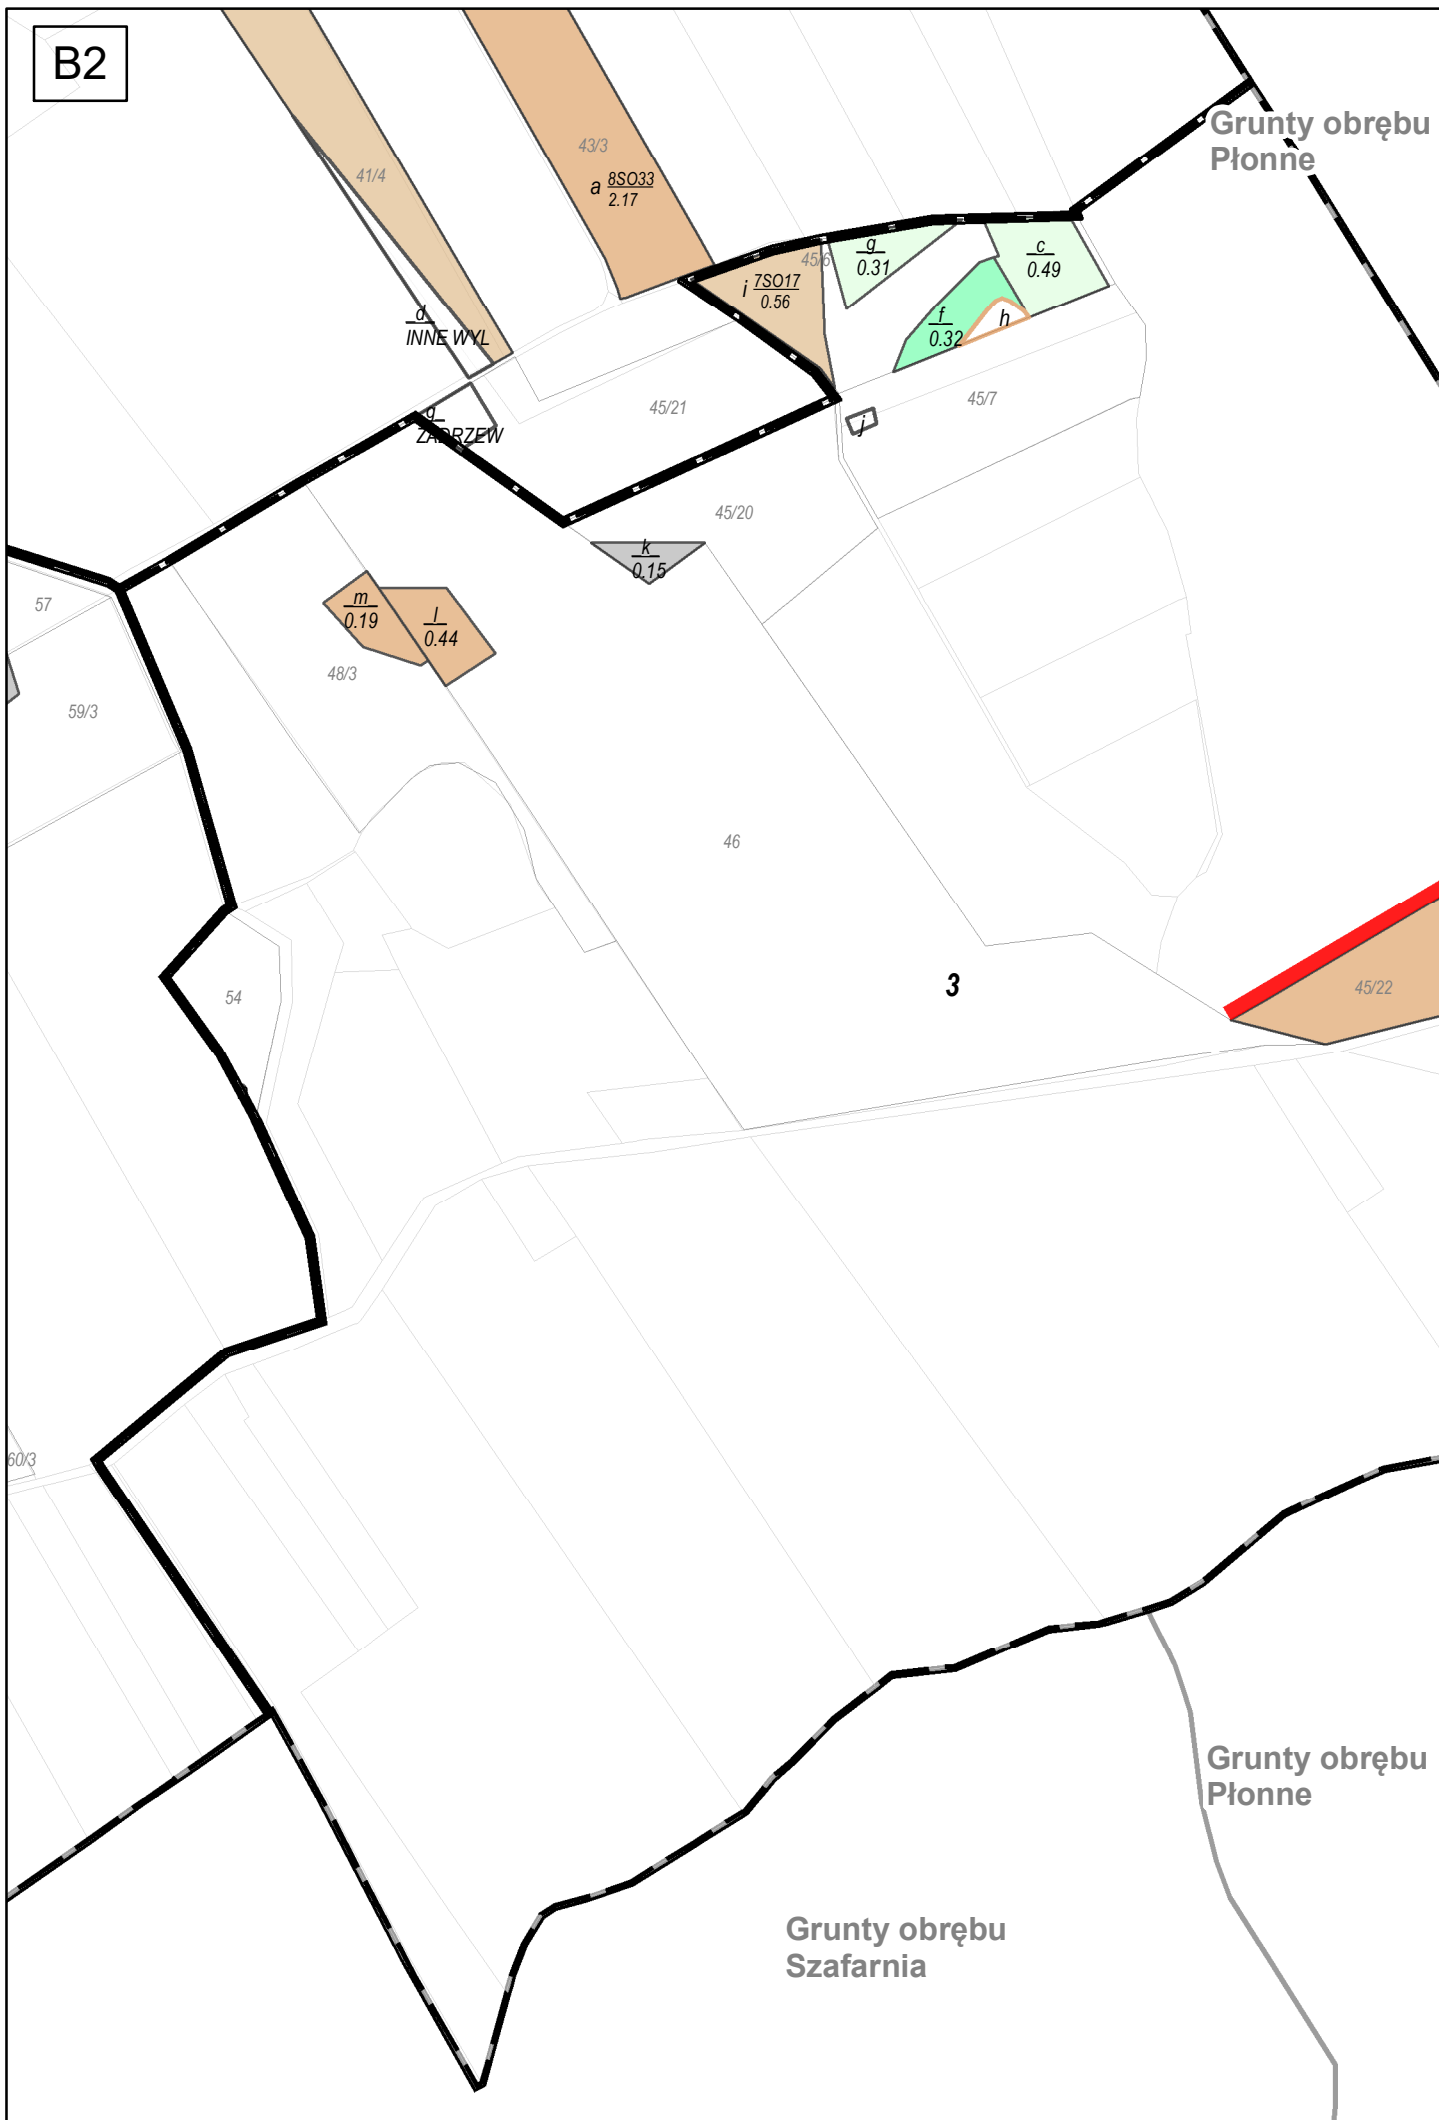 B2
Grunty obrębu
Płonne
43/3
41/4
a 8SO33
2.17
g
0.31
c
0.49
45/6
i 7SO17
0.56
d
INNE WYL
f
0.32
h
45/21
45/7
g
ZADRZEW
j
45/20
k
0.15
57
m
0.19
l
0.44
48/3
59/3
46
3
45/22
54
60/3
Grunty obrębu
Płonne
Grunty obrębu
Szafarnia